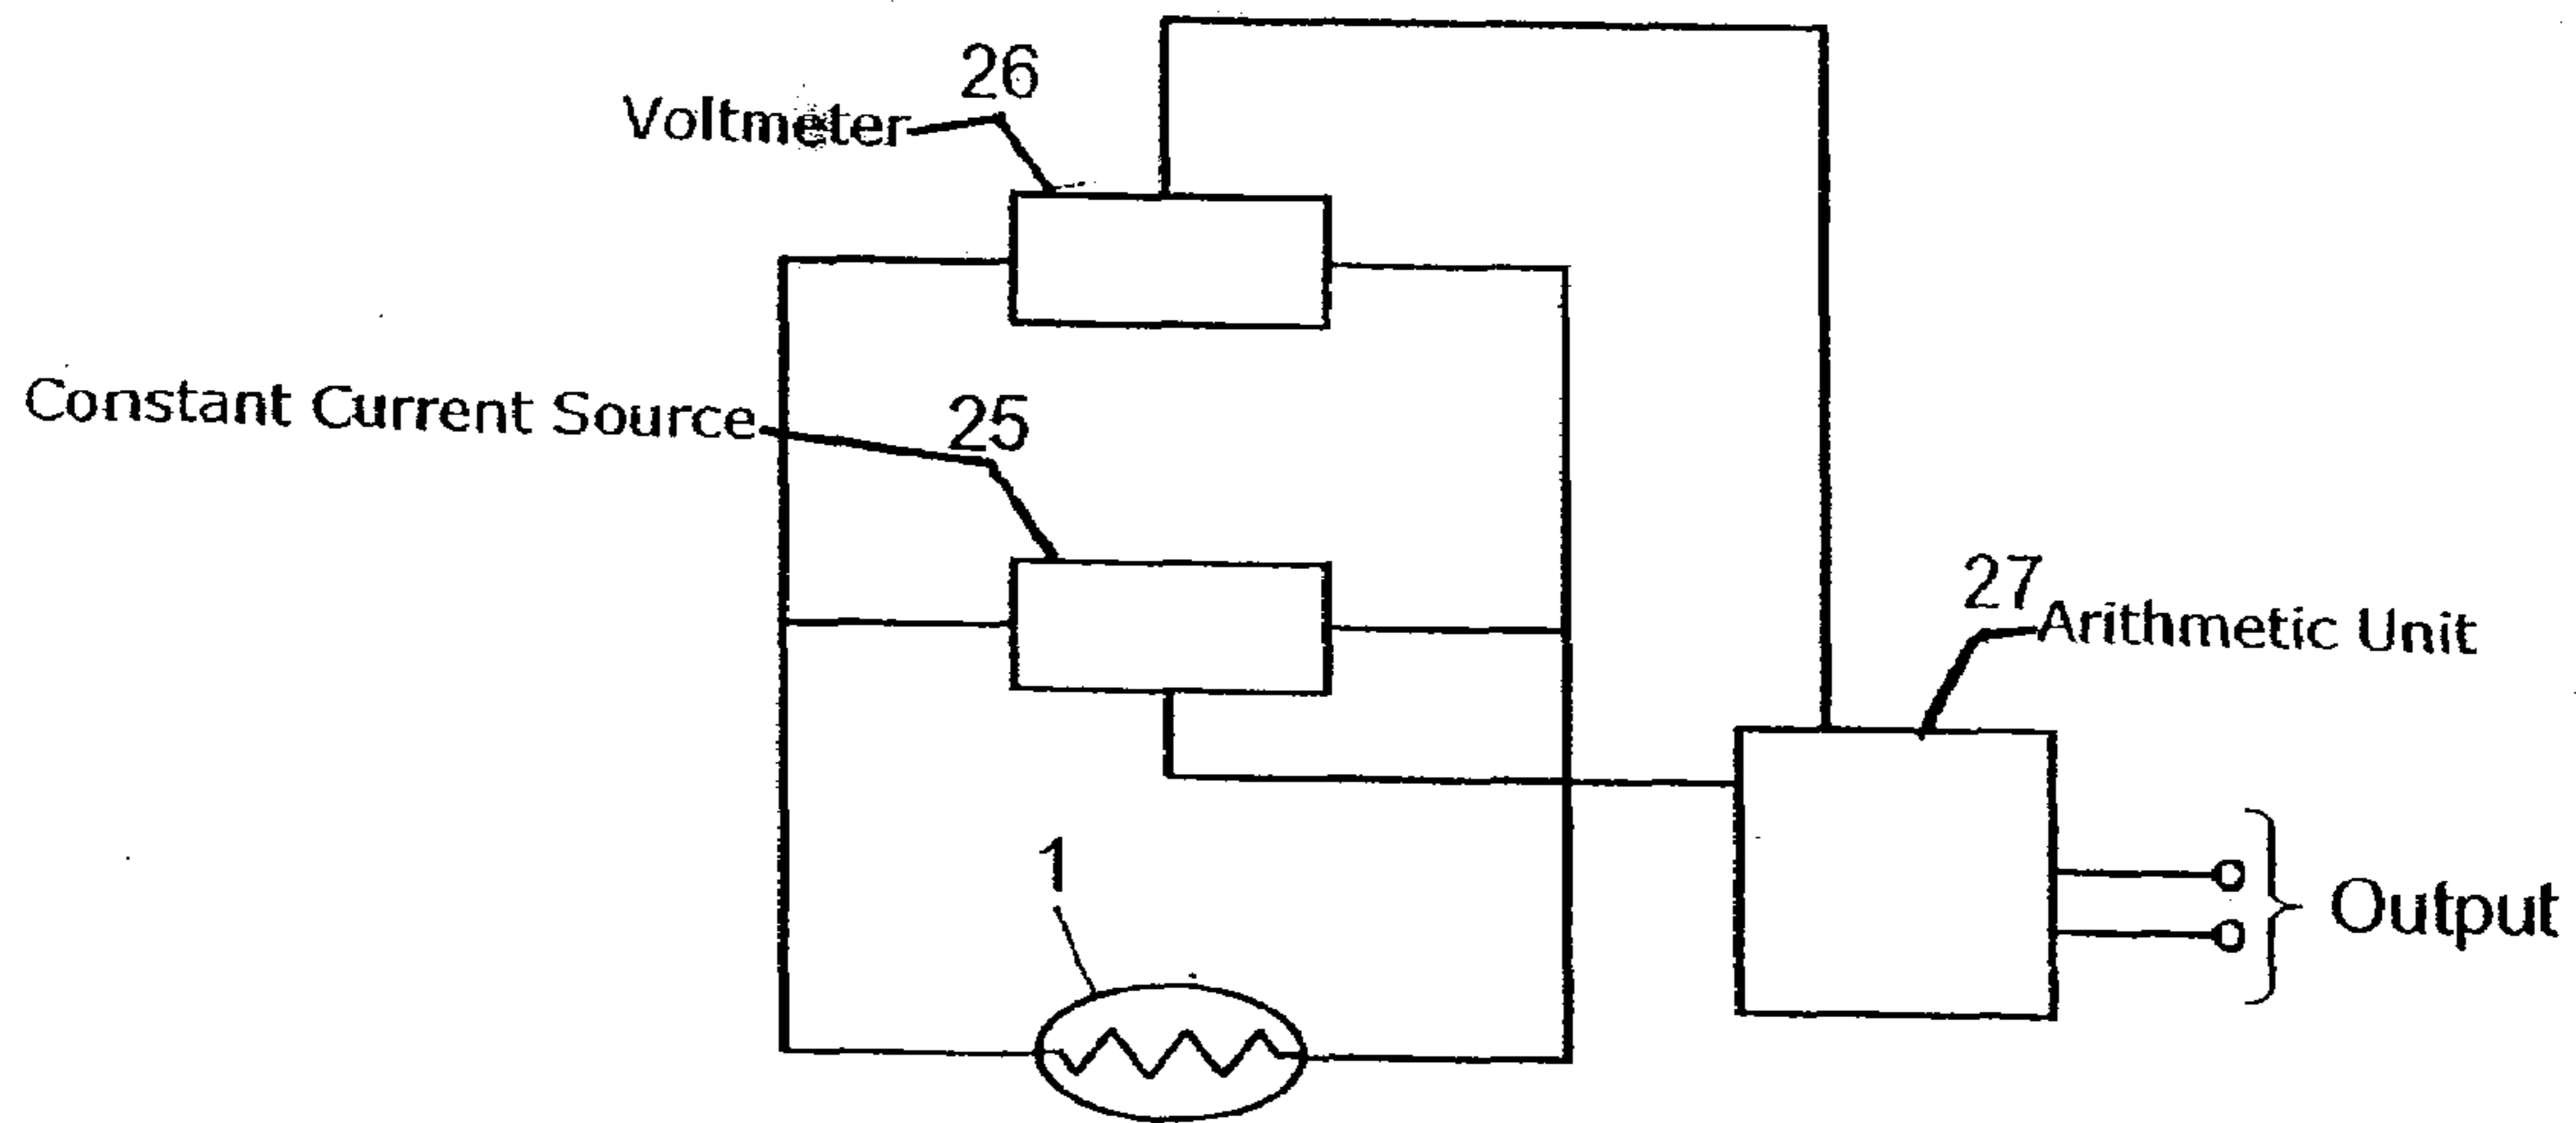 26
Voltmeter
Constant Current Source
25
27
Arithmetic Unit
1
Output